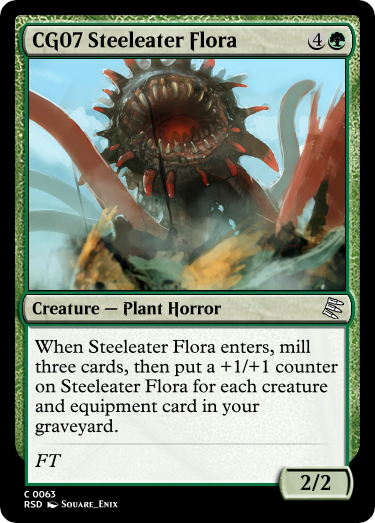 CG07 Steeleater Flora 4
Creature — Plant Horror
When Steeleater Flora enters, mill
three cards, then put a +1/+1 counter
on Steeleater Flora for each creature
and equipment card in your
graveyard.
FT
2/2
C 0063
RSD Square_Enix